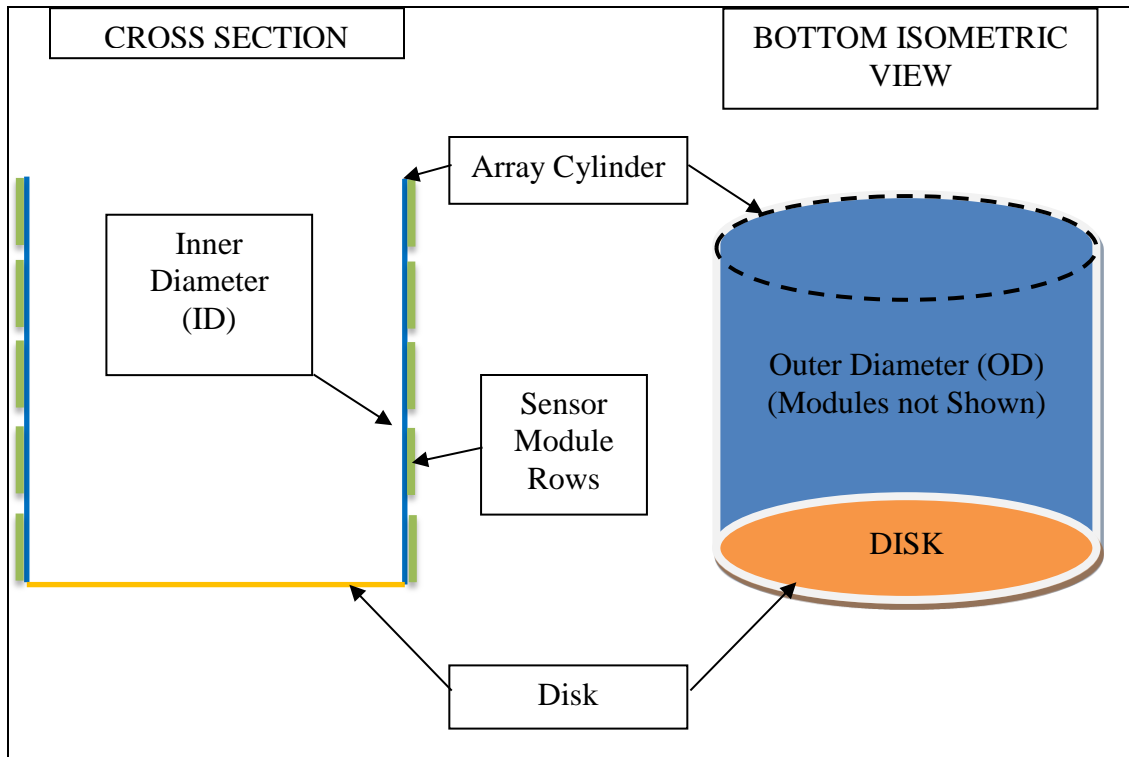 CROSS SECTION
BOTTOM ISOMETRIC
VIEW
Array Cylinder
Inner
Diameter
(ID)
Outer Diameter (OD)
(Modules not Shown)
Sensor
Module
Rows
DISK
Disk